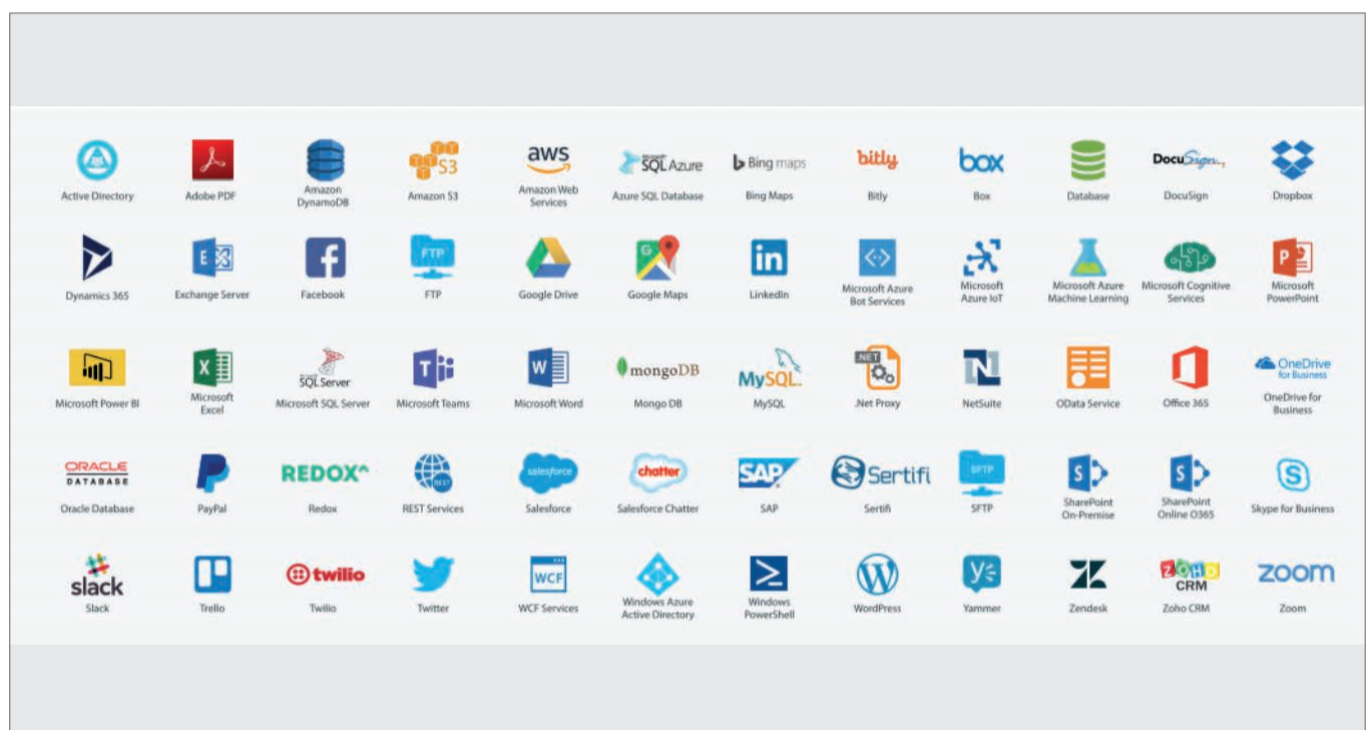 S3
aws
Microsoft
SQL Azure
Bing maps
bitly
box
DocuSign
Active Directory
Adobe PDF
Amazon
DynamoDB
Amazon S3
Amazon Web
Services
Azure SQL Database
Bing Maps
Bitly
Box
Database
DocuSign
Dropbox
E
f
FTP
G
in
P
Dynamics 365
Exchange Server
Facebook
FTP
Google Drive
Google Maps
LinkedIn
Microsoft Azure
Bot Services
Microsoft
Azure IoT
Microsoft Azure
Machine Learning
Microsoft Cognitive
Services
Microsoft
PowerPoint
X
Microsoft
SQL Server
T
W
mongoDB
MySQL
.NET
N
OneDrive
for Business
Microsoft Power BI
Microsoft
Excel
Microsoft SQL Server
Microsoft Teams
Microsoft Word
Mongo DB
MySQL
.Net Proxy
NetSuite
OData Service
Office 365
OneDrive for
Business
ORACLE
DATABASE
P
REDOX^
REST
salesforce
chatter
SAP
Sertifi
SFTP
S
S
S
Oracle Database
PayPal
Redox
REST Services
Salesforce
Salesforce Chatter
SAP
Sertifi
SFTP
SharePoint
On-Premise
SharePoint
Online O365
Skype for Business
slack
twilio
WCF
W
y
ZOHO
CRM
zoom
Slack
Trello
Twilio
Twitter
WCF Services
Windows Azure
Active Directory
Windows
PowerShell
WordPress
Yammer
Zendesk
Zoho CRM
Zoom